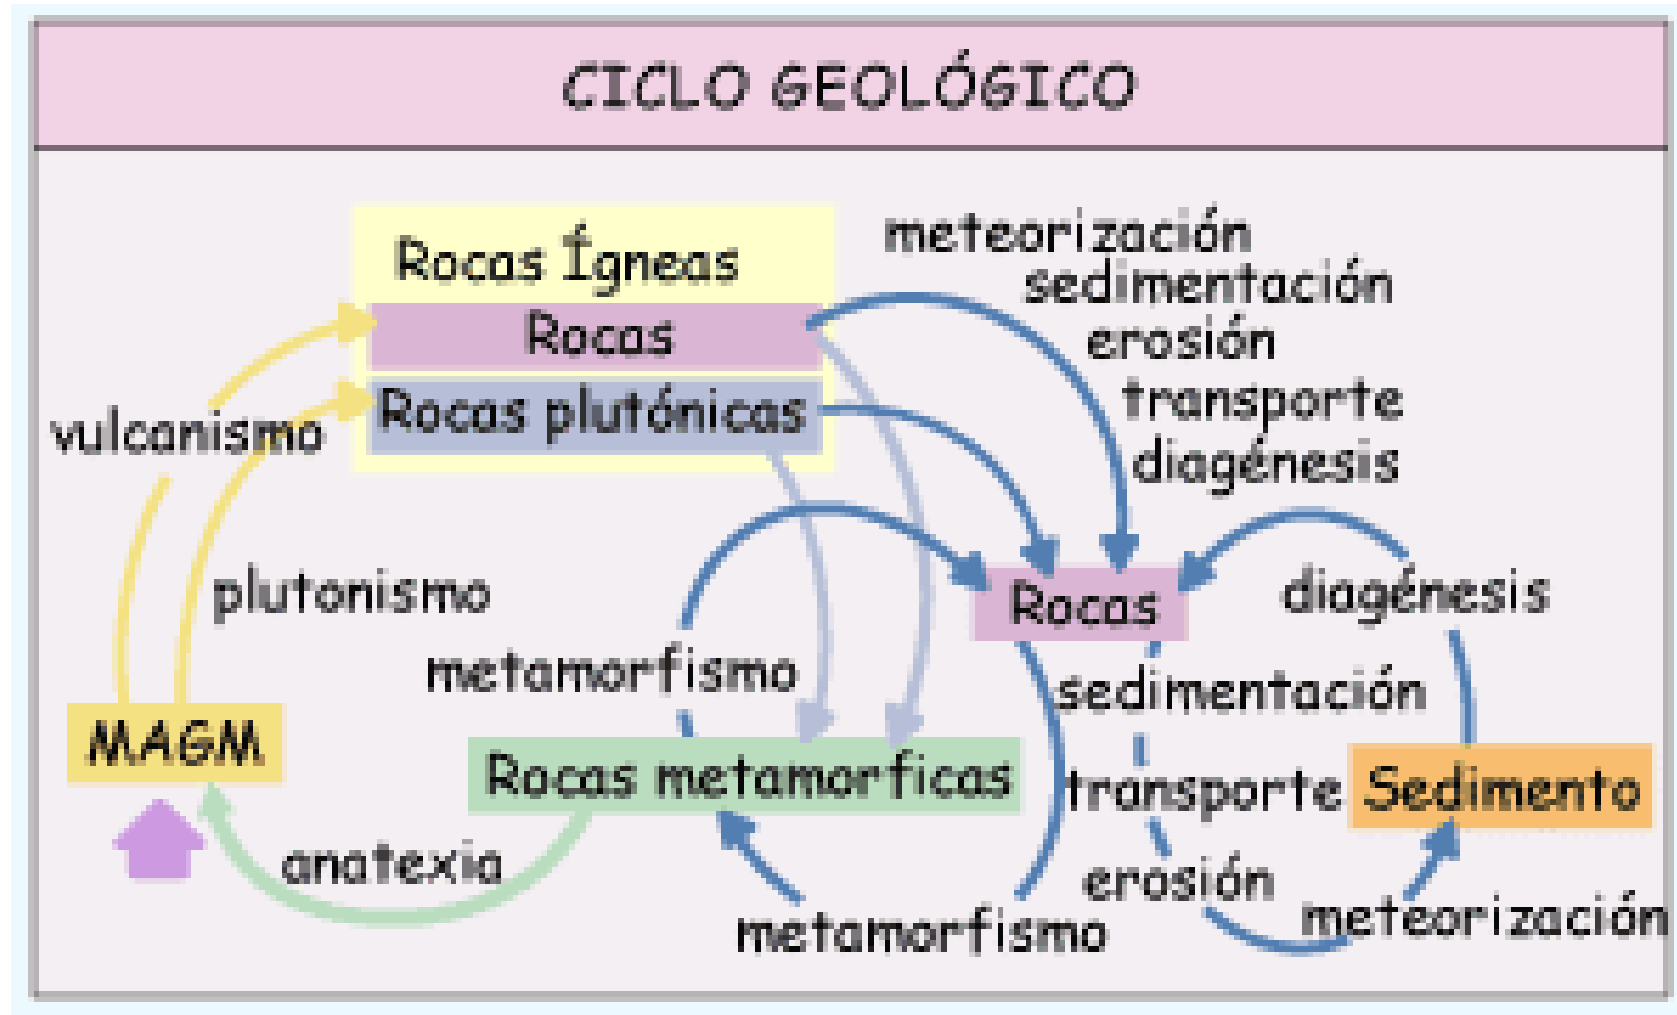 CICLO GEOLÓGICO
Rocas Ígneas
Rocas
Rocas plutónicas
meteorización
sedimentación
erosión
transporte
diagénesis
vulcanismo
plutonismo
metamorfismo
Rocas
diagénesis
sedimentación
MAGM
Rocas metamorficas
transporte
Sedimento
anatexia
erosión
metamorfismo
meteorización